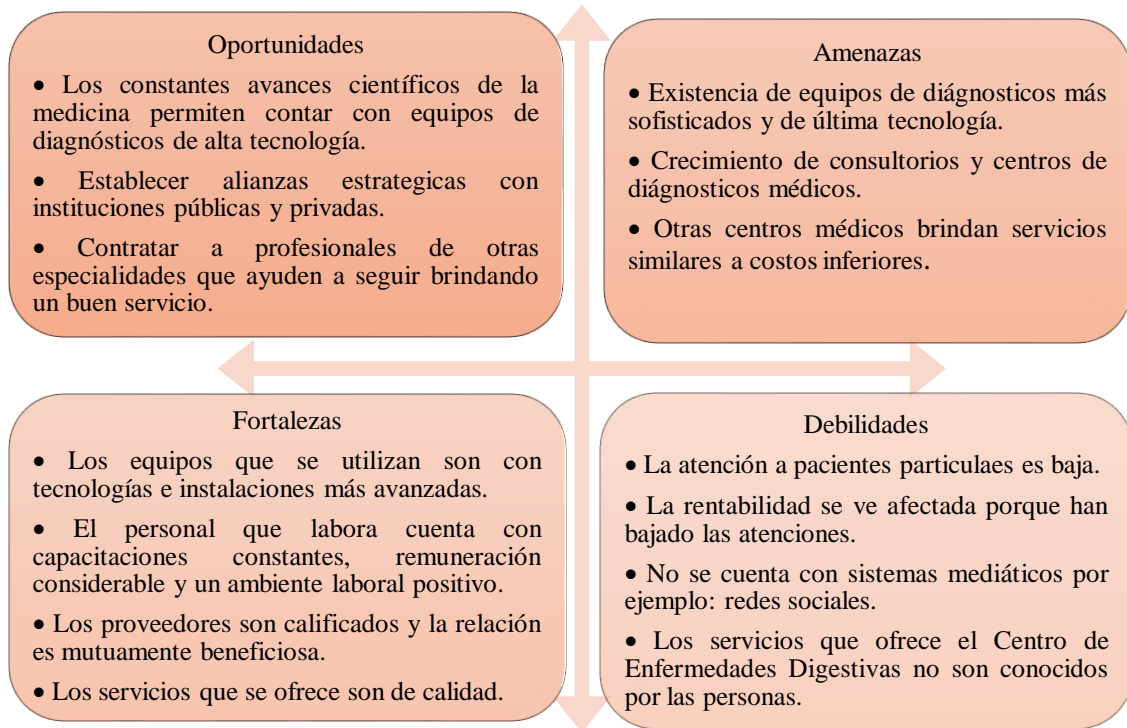 Oportunidades
• Los constantes avances científicos de la
medicina permiten contar con equipos de
diagnósticos de alta tecnología.
• Establecer alianzas estrategicas con
instituciones públicas y privadas.
• Contratar a profesionales de otras
especialidades que ayuden a seguir brindando
un buen servicio.
Amenazas
• Existencia de equipos de diágnosticos más
sofisticados y de última tecnología.
• Crecimiento de consultorios y centros de
diágnosticos médicos.
• Otras centros médicos brindan servicios
similares a costos inferiores.
Fortalezas
• Los equipos que se utilizan son con
tecnologías e instalaciones más avanzadas.
• El personal que labora cuenta con
capacitaciones constantes, remuneración
considerable y un ambiente laboral positivo.
• Los proveedores son calificados y la relación
es mutuamente beneficiosa.
• Los servicios que se ofrece son de calidad.
Debilidades
• La atención a pacientes particulaes es baja.
• La rentabilidad se ve afectada porque han
bajado las atenciones.
• No se cuenta con sistemas mediáticos por
ejemplo: redes sociales.
• Los servicios que ofrece el Centro de
Enfermedades Digestivas no son conocidos
por las personas.